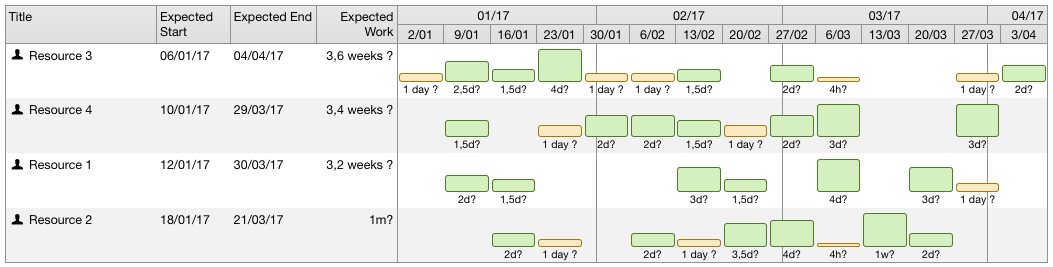 Title Expected Expected End Expected 01/17 02/17 03/17 04/17
Start Work 2/01 9/01 16/01 23/01 30/01 6/02 13/02 20/02 27/02 6/03 13/03 20/03 27/03 3/04
Resource 3 06/01/17 04/04/17 3,6 weeks ?
1 day ? 2,5d? 1,5d? 4d? 1 day ? 1 day ? 1,5d? 2d? 4h? 1 day ? 2d?
Resource 4 10/01/17 29/03/17 3,4 weeks ?
1,5d? 1 day ? 2d? 2d? 1,5d? 1 day ? 2d? 3d? 3d?
Resource 1 12/01/17 30/03/17 3,2 weeks ?
2d? 1,5d? 3d? 1,5d? 4d? 3d? 1 day ?
Resource 2 18/01/17 21/03/17 1m?
2d? 1 day ? 2d? 1 day ? 3,5d? 4d? 4h? 1w? 2d?